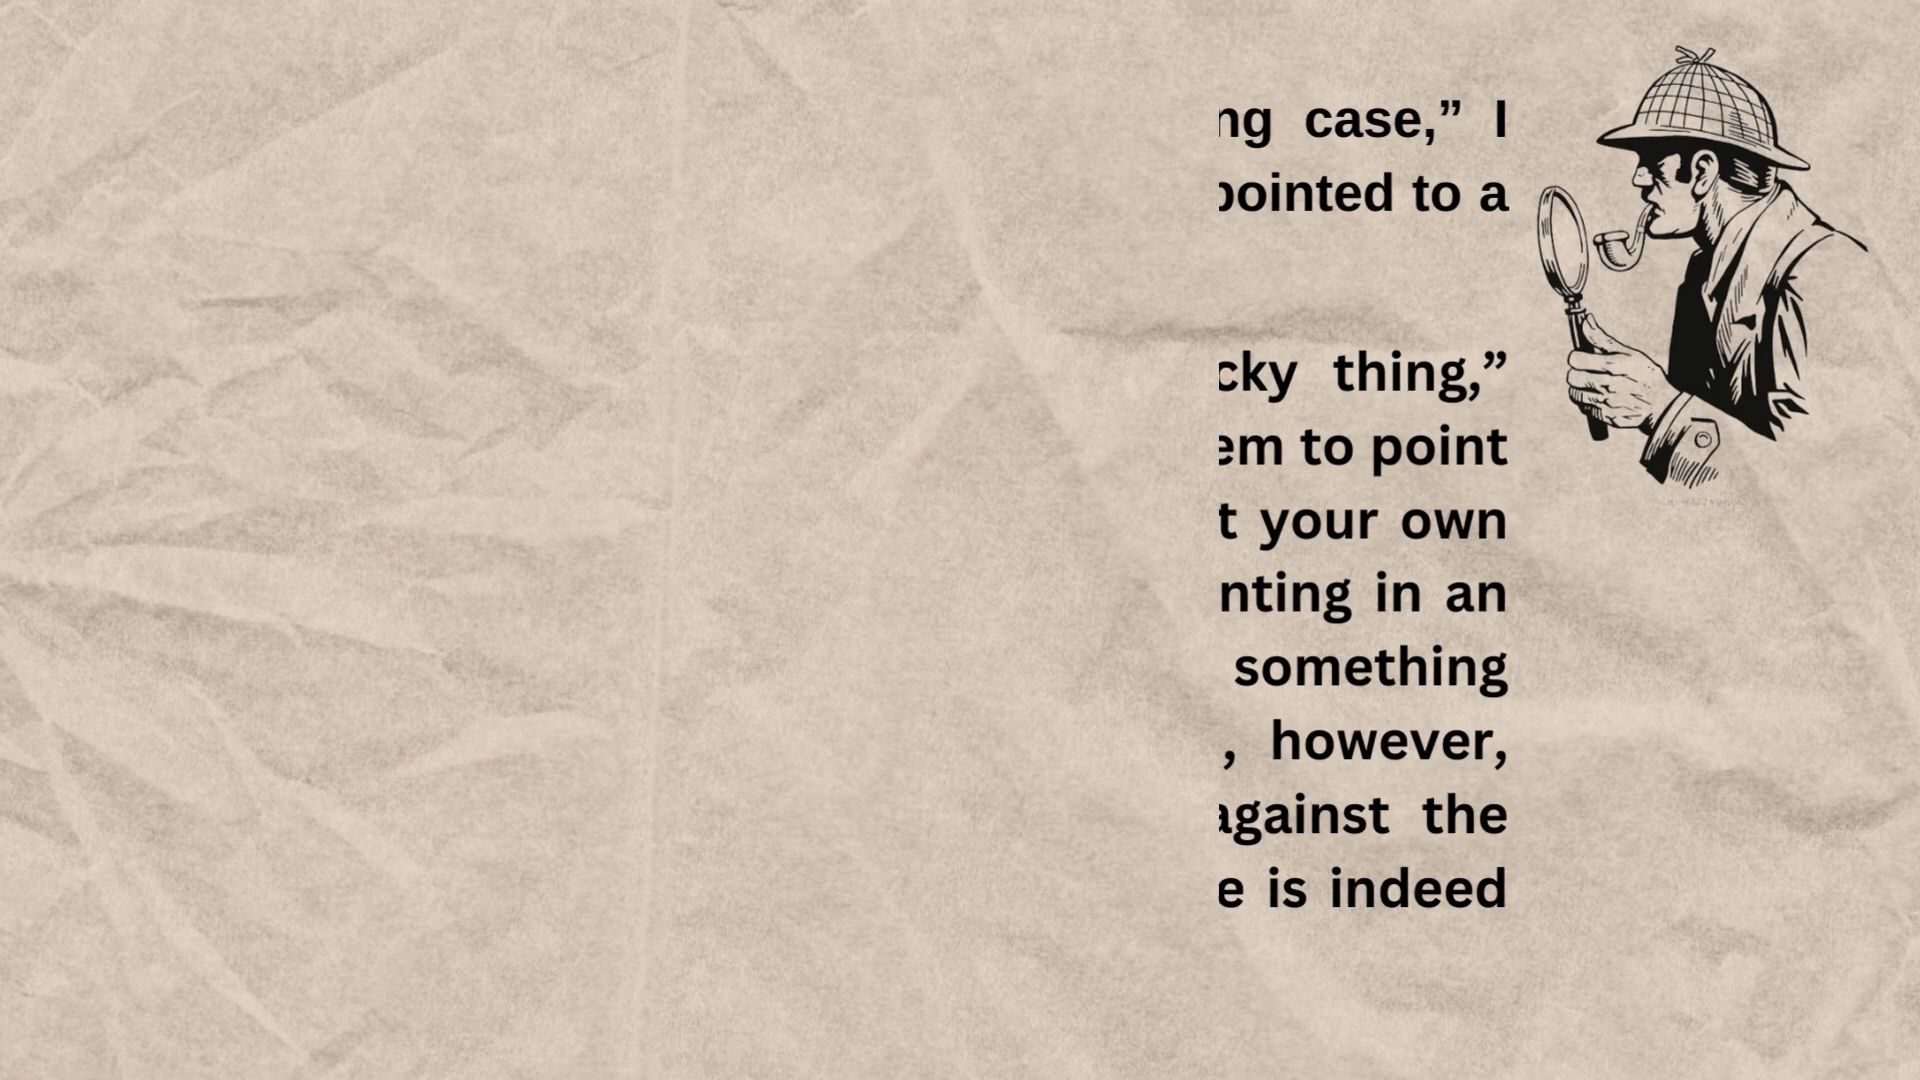 ng case,” I
pointed to a
cky thing,”
em to point
t your own
nting in an
something
, however,
against the
e is indeed